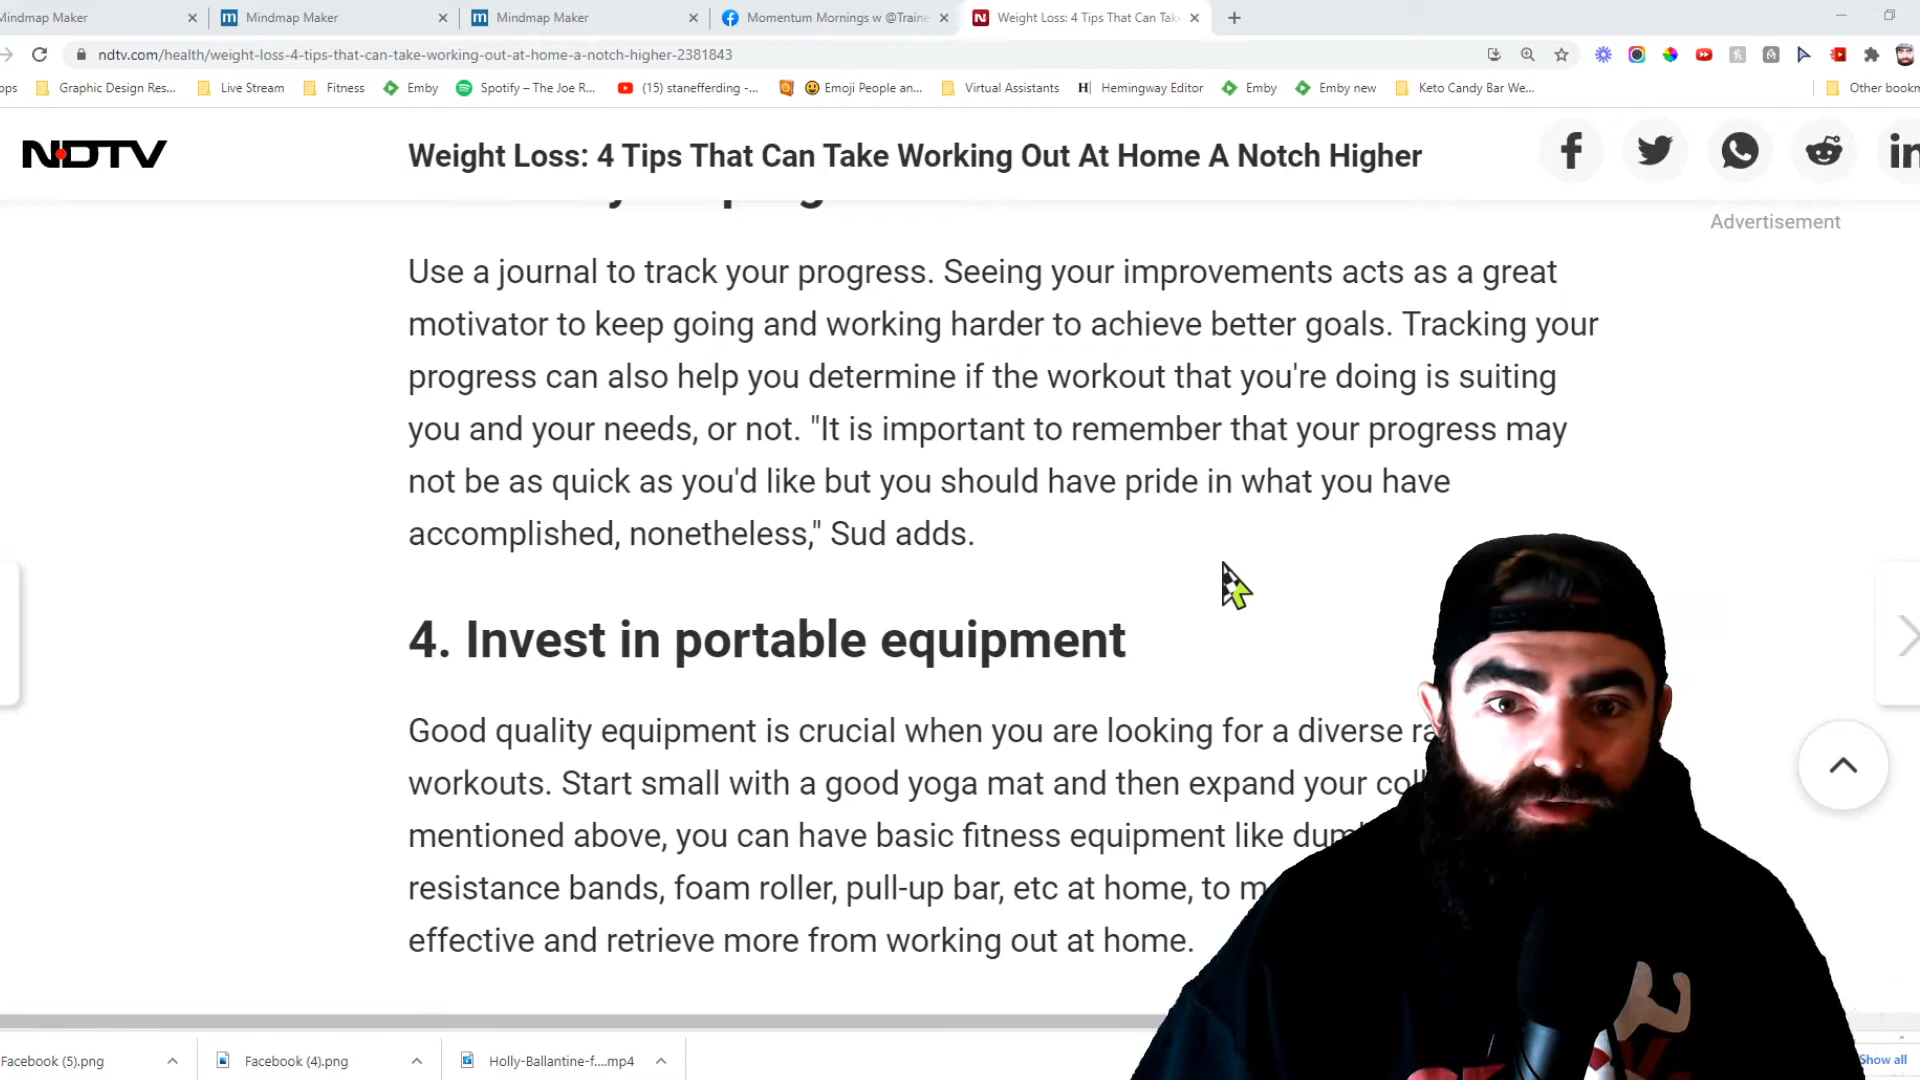 Mindmap Maker
Mindmap Maker
Mindmap Maker
Momentum Mornings w @Traine
Weight Loss: 4 Tips That Can Tak
ndtv.com/health/weight-loss-4-tips-that-can-take-working-out-at-home-a-notch-higher-2381843
Graphic Design Res...
Live Stream
Fitness
Emby
Spotify – The Joe R...
(15) stanefferding -...
Emoji People an...
Virtual Assistants
H Hemingway Editor
Emby
Emby new
Keto Candy Bar We...
Other bookm
NDTV
Weight Loss: 4 Tips That Can Take Working Out At Home A Notch Higher
Advertisement
Use a journal to track your progress. Seeing your improvements acts as a great
motivator to keep going and working harder to achieve better goals. Tracking your
progress can also help you determine if the workout that you're doing is suiting
you and your needs, or not. "It is important to remember that your progress may
not be as quick as you'd like but you should have pride in what you have
accomplished, nonetheless," Sud adds.
4. Invest in portable equipment
Good quality equipment is crucial when you are looking for a diverse ra
workouts. Start small with a good yoga mat and then expand your coll
mentioned above, you can have basic fitness equipment like dum
resistance bands, foam roller, pull-up bar, etc at home, to m
effective and retrieve more from working out at home.
Facebook (5).png
Facebook (4).png
Holly-Ballantine-f....mp4
Show all